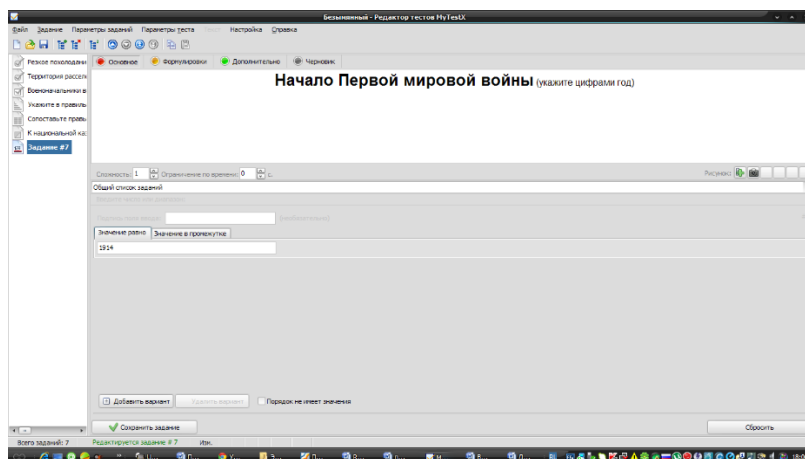 Безымянный - Редактор тестов MyTestX
Файл Задание Параметры заданий Параметры теста Настройка Справка
Резкое похолодани
Территория рассел
Военоначальники в
Укажите в правиль
Сопоставьте правы
К национальной ка
Задание #7
Основное Формулировки Дополнительно Черновик
Начало Первой мировой войны (укажите цифрами год)
Сложность: 1 Ограничение по времени: 0 с. Рисунок:
Общий список заданий
(необязательно)
Значение равно Значение в промежутке
1914
Добавить вариант Удалить вариант Порядок не имеет значения
Сохранить задание Сбросить
Всего заданий: 7 Редактируется задание # 7 Изм.